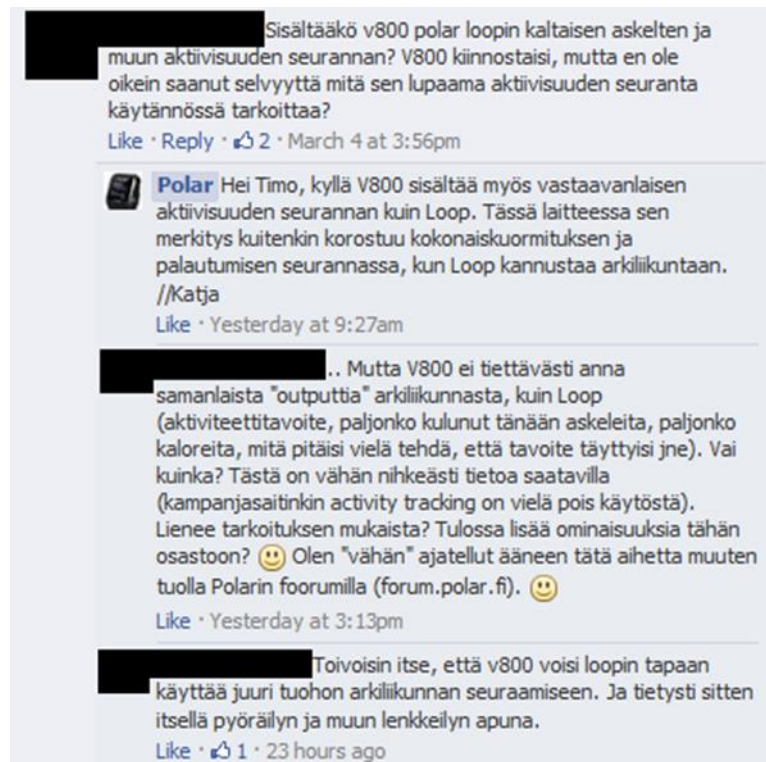 Sisältääkö v800 polar loopin kaltaisen askelten ja
muun aktiivisuuden seurannan? V800 kiinnostaisi, mutta en ole
oikein saanut selvyyttä mitä sen lupaama aktiivisuuden seuranta
käytännössä tarkoittaa?
Like · Reply · 2 · March 4 at 3:56pm
Polar Hei Timo, kyllä V800 sisältää myös vastaavanlaisen
aktiivisuuden seurannan kuin Loop. Tässä laitteessa sen
merkitys kuitenkin korostuu kokonaiskuormituksen ja
palautumisen seurannassa, kun Loop kannustaa arkiliikuntaan.
//Katja
Like · Yesterday at 9:27am
.. Mutta V800 ei tiettävästi anna
samanlaista "outputtia" arkiliikunnasta, kuin Loop
(aktiviteettitavoite, paljonko kulunut tänään askeleita, paljonko
kaloreita, mitä pitäisi vielä tehdä, että tavoite täyttyisi jne). Vai
kuinka? Tästä on vähän nihkeästi tietoa saatavilla
(kampanjasaitinkin activity tracking on vielä pois käytöstä).
Lienee tarkoituksen mukaista? Tulossa lisää ominaisuuksia tähän
osastoon? 🙂 Olen "vähän" ajatellut ääneen tätä aihetta muuten
tuolla Polarin foorumilla (forum.polar.fi). 🙂
Like · Yesterday at 3:13pm
Toivoisin itse, että v800 voisi loopin tapaan
käyttää juuri tuohon arkiliikunnan seuraamiseen. Ja tietysti sitten
itsellä pyöräilyn ja muun lenkkeilyn apuna.
Like · 1 · 23 hours ago